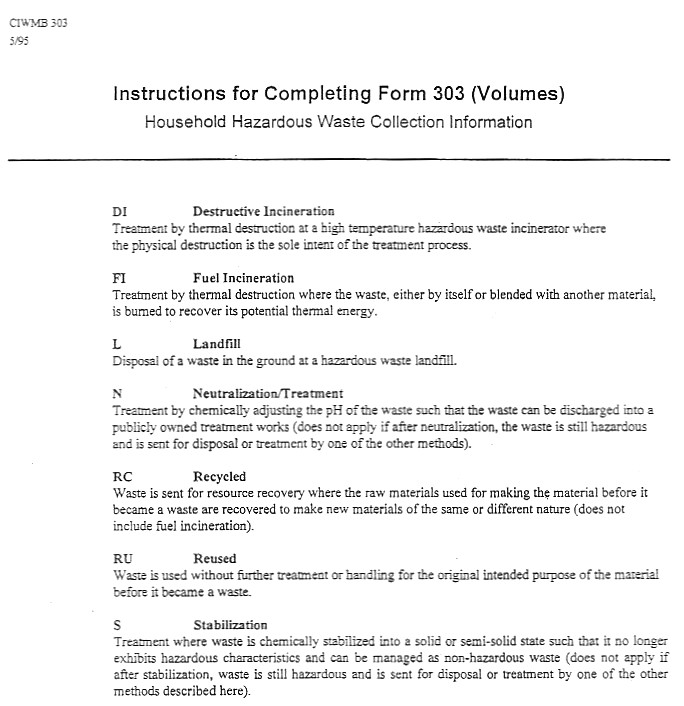 CIWMB 303
5/95
Instructions for Completing Form 303 (Volumes)
Household Hazardous Waste Collection Information
DI Destructive Incineration
Treatment by thermal destruction at a high temperature hazardous waste incinerator where
the physical destruction is the sole intent of the treatment process.
FI Fuel Incineration
Treatment by thermal destruction where the waste, either by itself or blended with another material,
is burned to recover its potential thermal energy.
L Landfill
Disposal of a waste in the ground at a hazardous waste landfill.
N Neutralization/Treatment
Treatment by chemically adjusting the pH of the waste such that the waste can be discharged into a
publicly owned treatment works (does not apply if after neutralization, the waste is still hazardous
and is sent for disposal or treatment by one of the other methods).
RC Recycled
Waste is sent for resource recovery where the raw materials used for making the material before it
became a waste are recovered to make new materials of the same or different nature (does not
include fuel incineration).
RU Reused
Waste is used without further treatment or handling for the original intended purpose of the material
before it became a waste.
S Stabilization
Treatment where waste is chemically stabilized into a solid or semi-solid state such that it no longer
exhibits hazardous characteristics and can be managed as non-hazardous waste (does not apply if
after stabilization, waste is still hazardous and is sent for disposal or treatment by one of the other
methods described here).